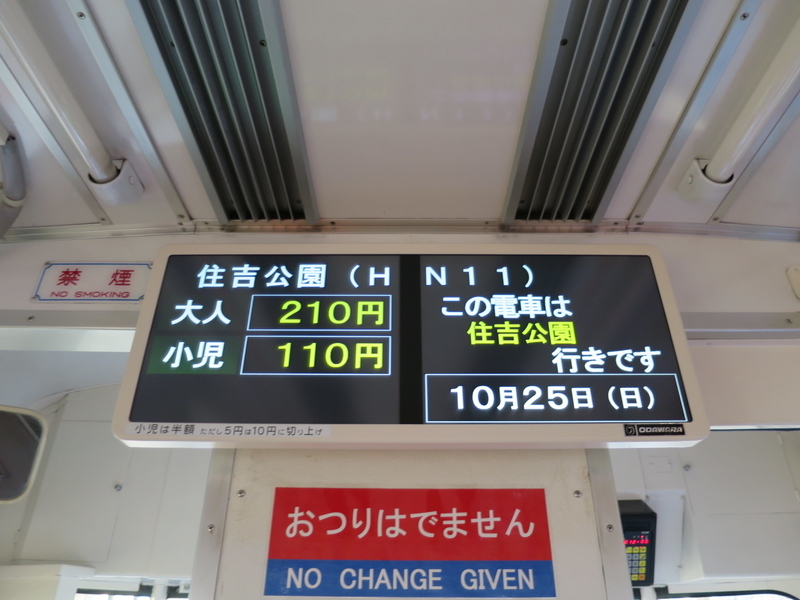 禁煙
NO SMOKING
住吉公園（HN11）
大人 210円
小児 110円
この電車は
住吉公園
行きです
10月25日（日）
小児は半額 ただし5円は10円に切り上げ
ODAWARA
おつりはでません
NO CHANGE GIVEN